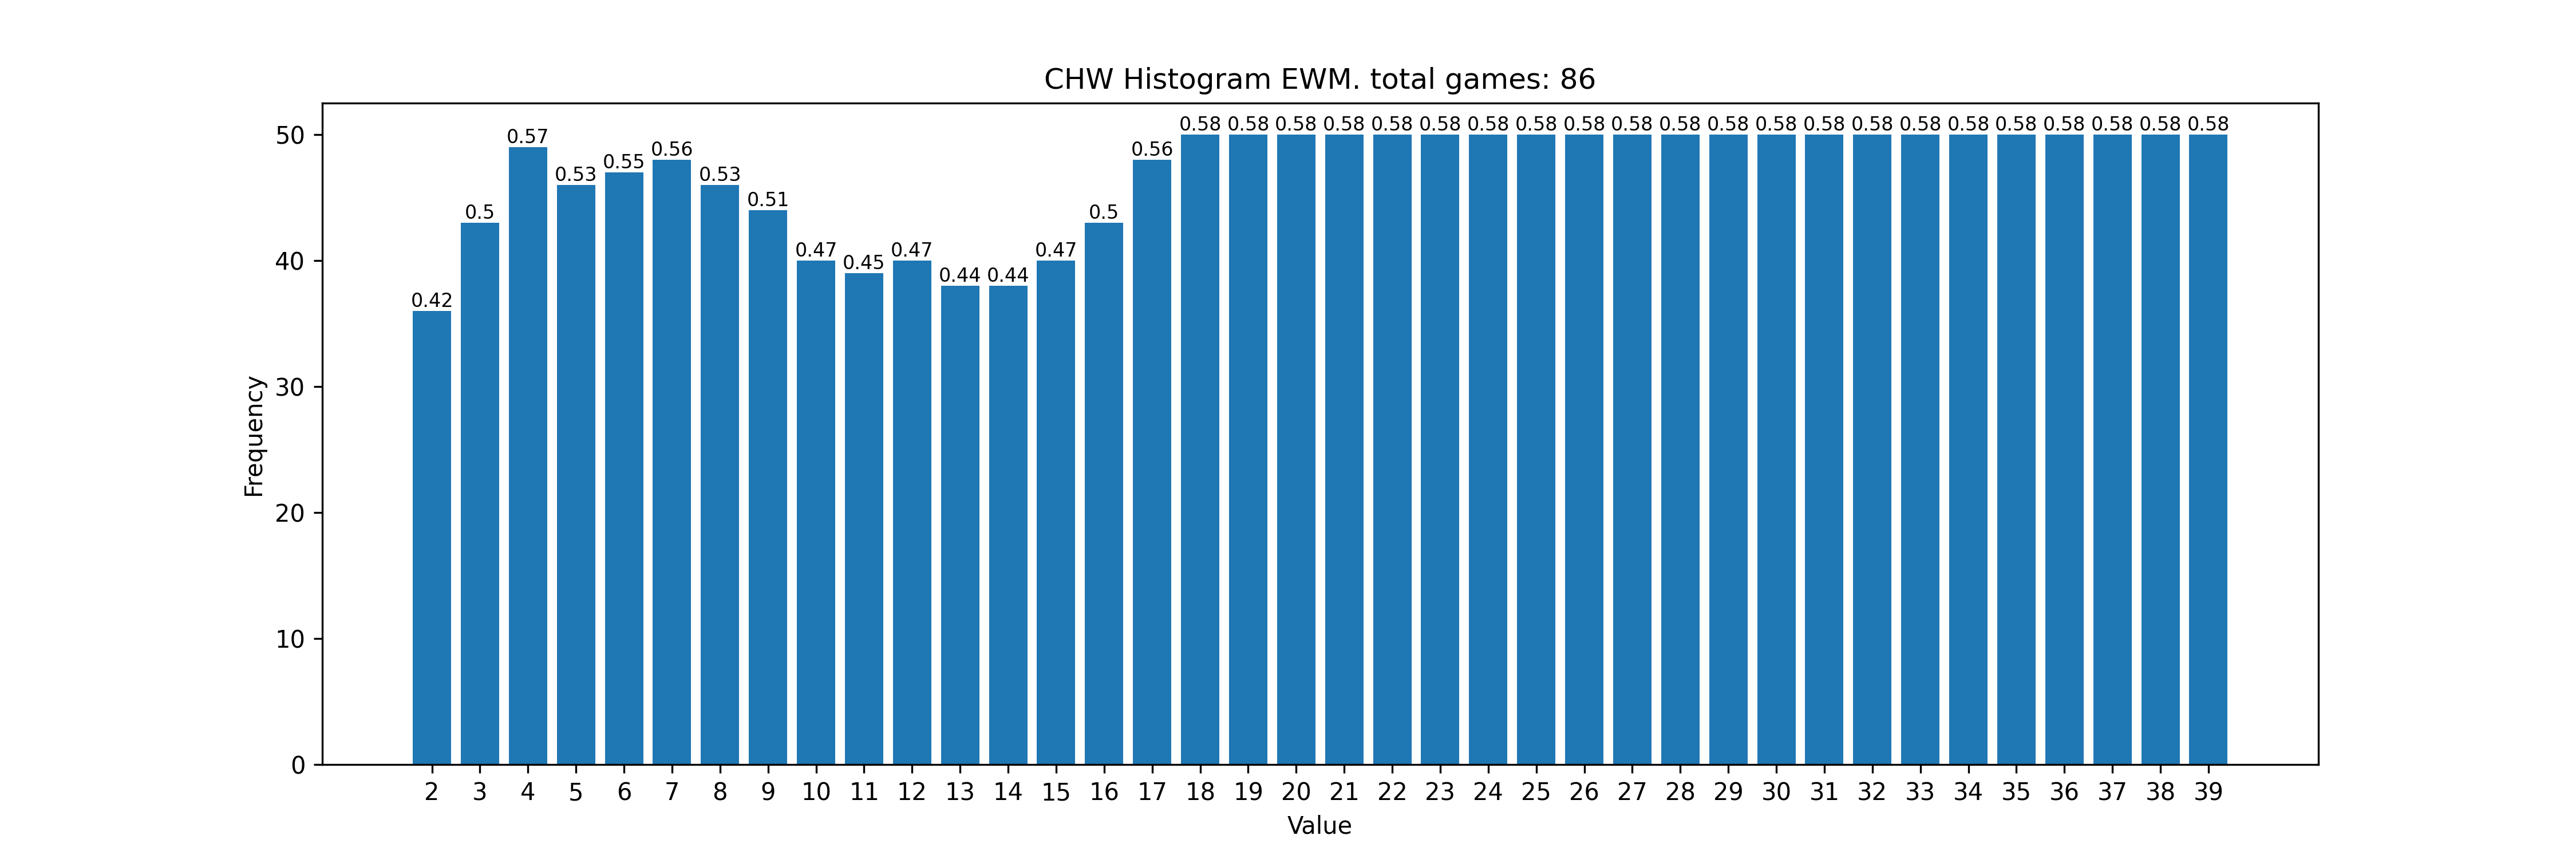 CHW Histogram EWM. total games: 86
50
40
30
20
10
0
Frequency
0.42 0.5 0.57 0.53 0.55 0.56 0.53 0.51 0.47 0.45 0.47 0.44 0.44 0.47 0.5 0.56 0.58 0.58 0.58 0.58 0.58 0.58 0.58 0.58 0.58 0.58 0.58 0.58 0.58 0.58 0.58 0.58 0.58 0.58 0.58 0.58 0.58 0.58
2 3 4 5 6 7 8 9 10 11 12 13 14 15 16 17 18 19 20 21 22 23 24 25 26 27 28 29 30 31 32 33 34 35 36 37 38 39
Value